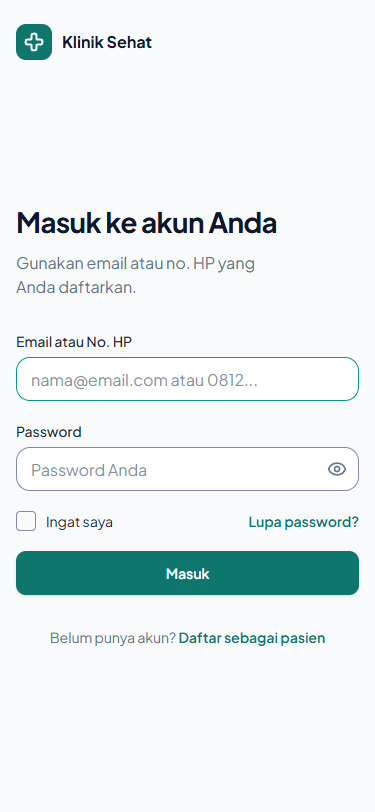 Klinik Sehat
Masuk ke akun Anda
Gunakan email atau no. HP yang
Anda daftarkan.
Email atau No. HP
nama@email.com atau 0812...
Password
Password Anda
Ingat saya
Lupa password?
Masuk
Belum punya akun? Daftar sebagai pasien